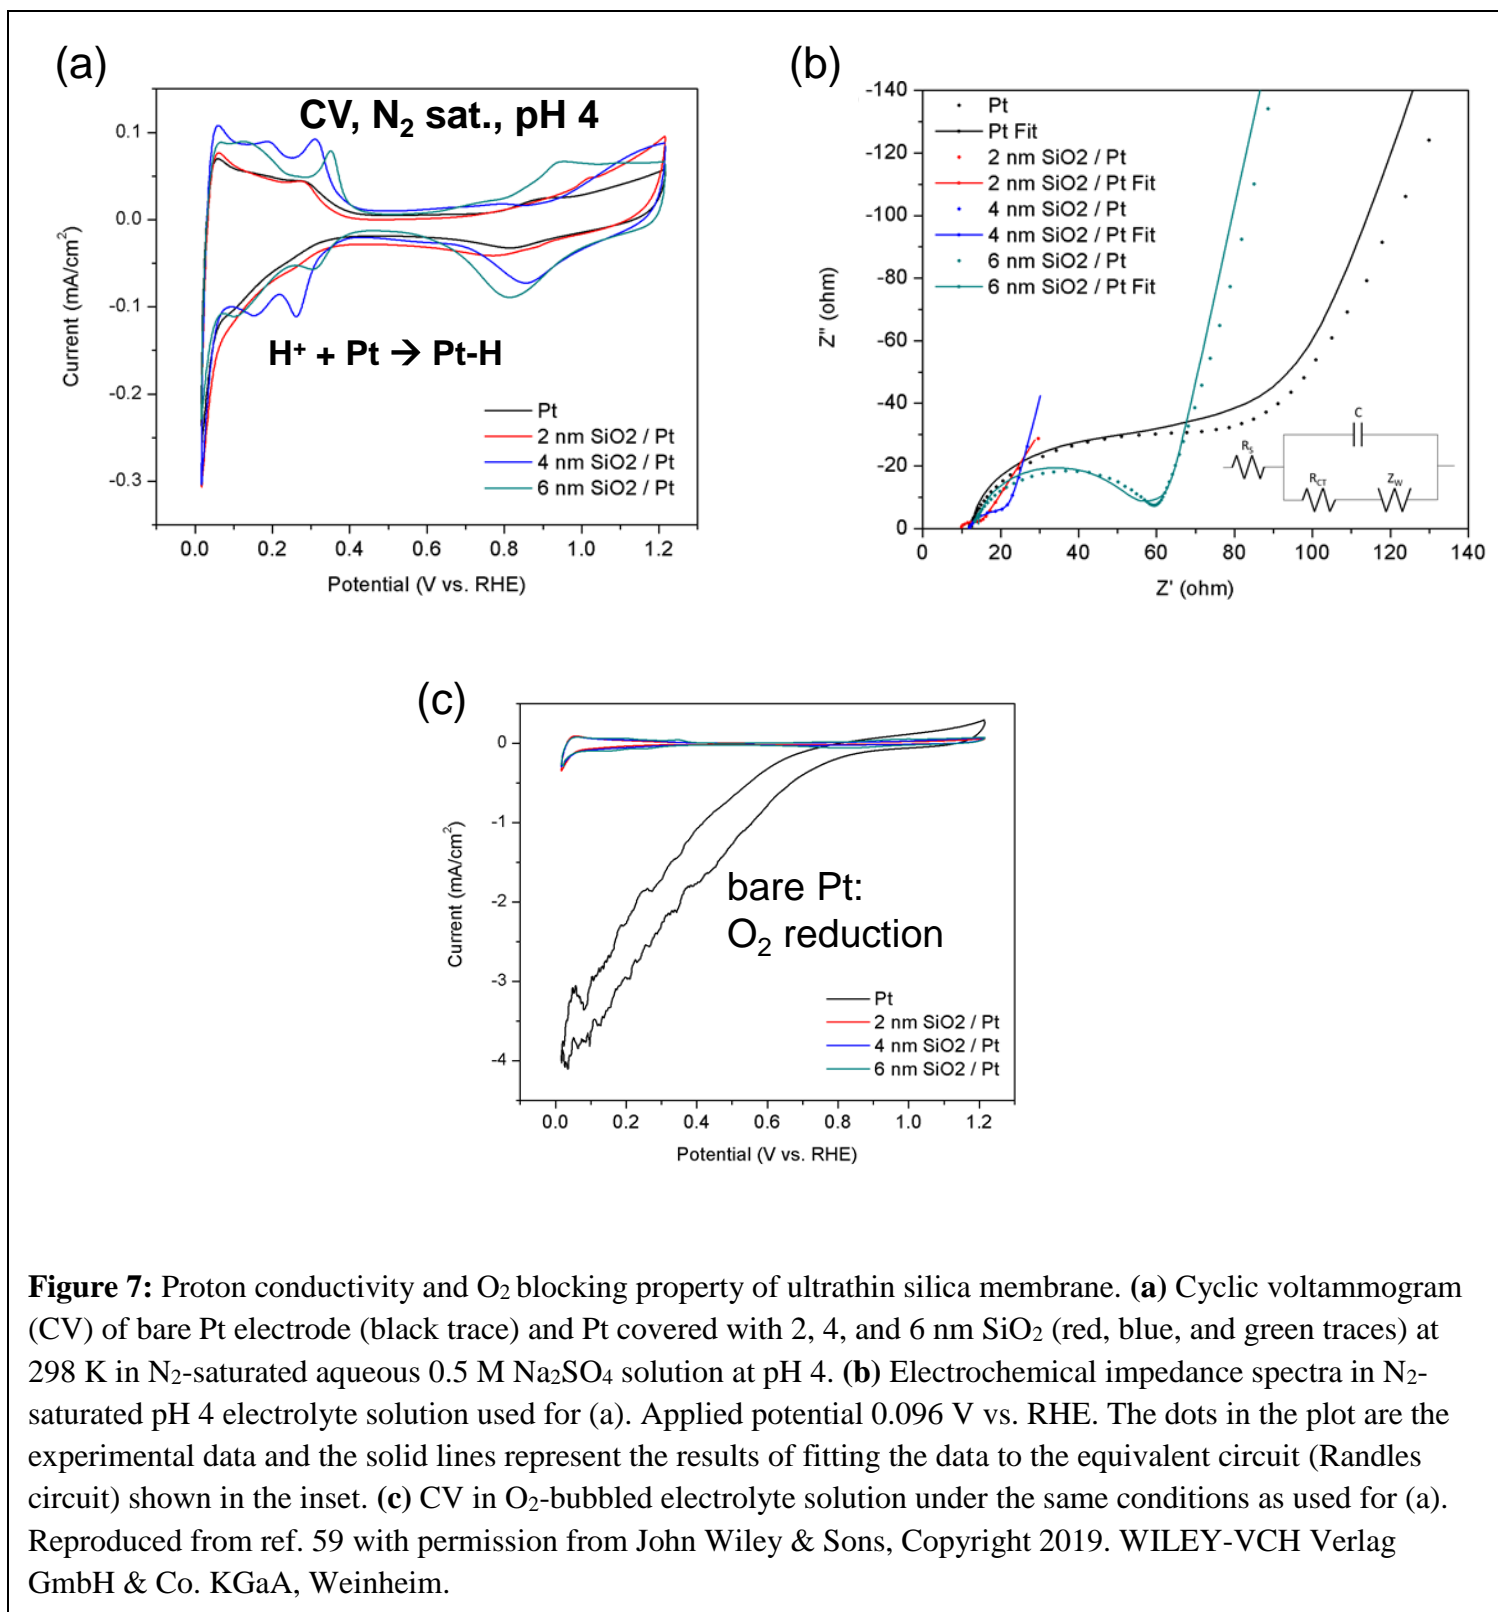 (a)
CV, N2 sat., pH 4
H+ + Pt → Pt-H
Pt
2 nm SiO2 / Pt
4 nm SiO2 / Pt
6 nm SiO2 / Pt
Current (mA/cm2)
0.1
0.0
-0.1
-0.2
-0.3
0.0 0.2 0.4 0.6 0.8 1.0 1.2
Potential (V vs. RHE)
(b)
Pt
Pt Fit
2 nm SiO2 / Pt
2 nm SiO2 / Pt Fit
4 nm SiO2 / Pt
4 nm SiO2 / Pt Fit
6 nm SiO2 / Pt
6 nm SiO2 / Pt Fit
Z'' (ohm)
-140
-120
-100
-80
-60
-40
-20
0
C
RS
RCT ZW
0 20 40 60 80 100 120 140
Z' (ohm)
(c)
bare Pt:
O2 reduction
Pt
2 nm SiO2 / Pt
4 nm SiO2 / Pt
6 nm SiO2 / Pt
Current (mA/cm2)
0
-1
-2
-3
-4
0.0 0.2 0.4 0.6 0.8 1.0 1.2
Potential (V vs. RHE)
Figure 7: Proton conductivity and O2 blocking property of ultrathin silica membrane. (a) Cyclic voltammogram
(CV) of bare Pt electrode (black trace) and Pt covered with 2, 4, and 6 nm SiO2 (red, blue, and green traces) at
298 K in N2-saturated aqueous 0.5 M Na2SO4 solution at pH 4. (b) Electrochemical impedance spectra in N2-
saturated pH 4 electrolyte solution used for (a). Applied potential 0.096 V vs. RHE. The dots in the plot are the
experimental data and the solid lines represent the results of fitting the data to the equivalent circuit (Randles
circuit) shown in the inset. (c) CV in O2-bubbled electrolyte solution under the same conditions as used for (a).
Reproduced from ref. 59 with permission from John Wiley & Sons, Copyright 2019. WILEY-VCH Verlag
GmbH & Co. KGaA, Weinheim.